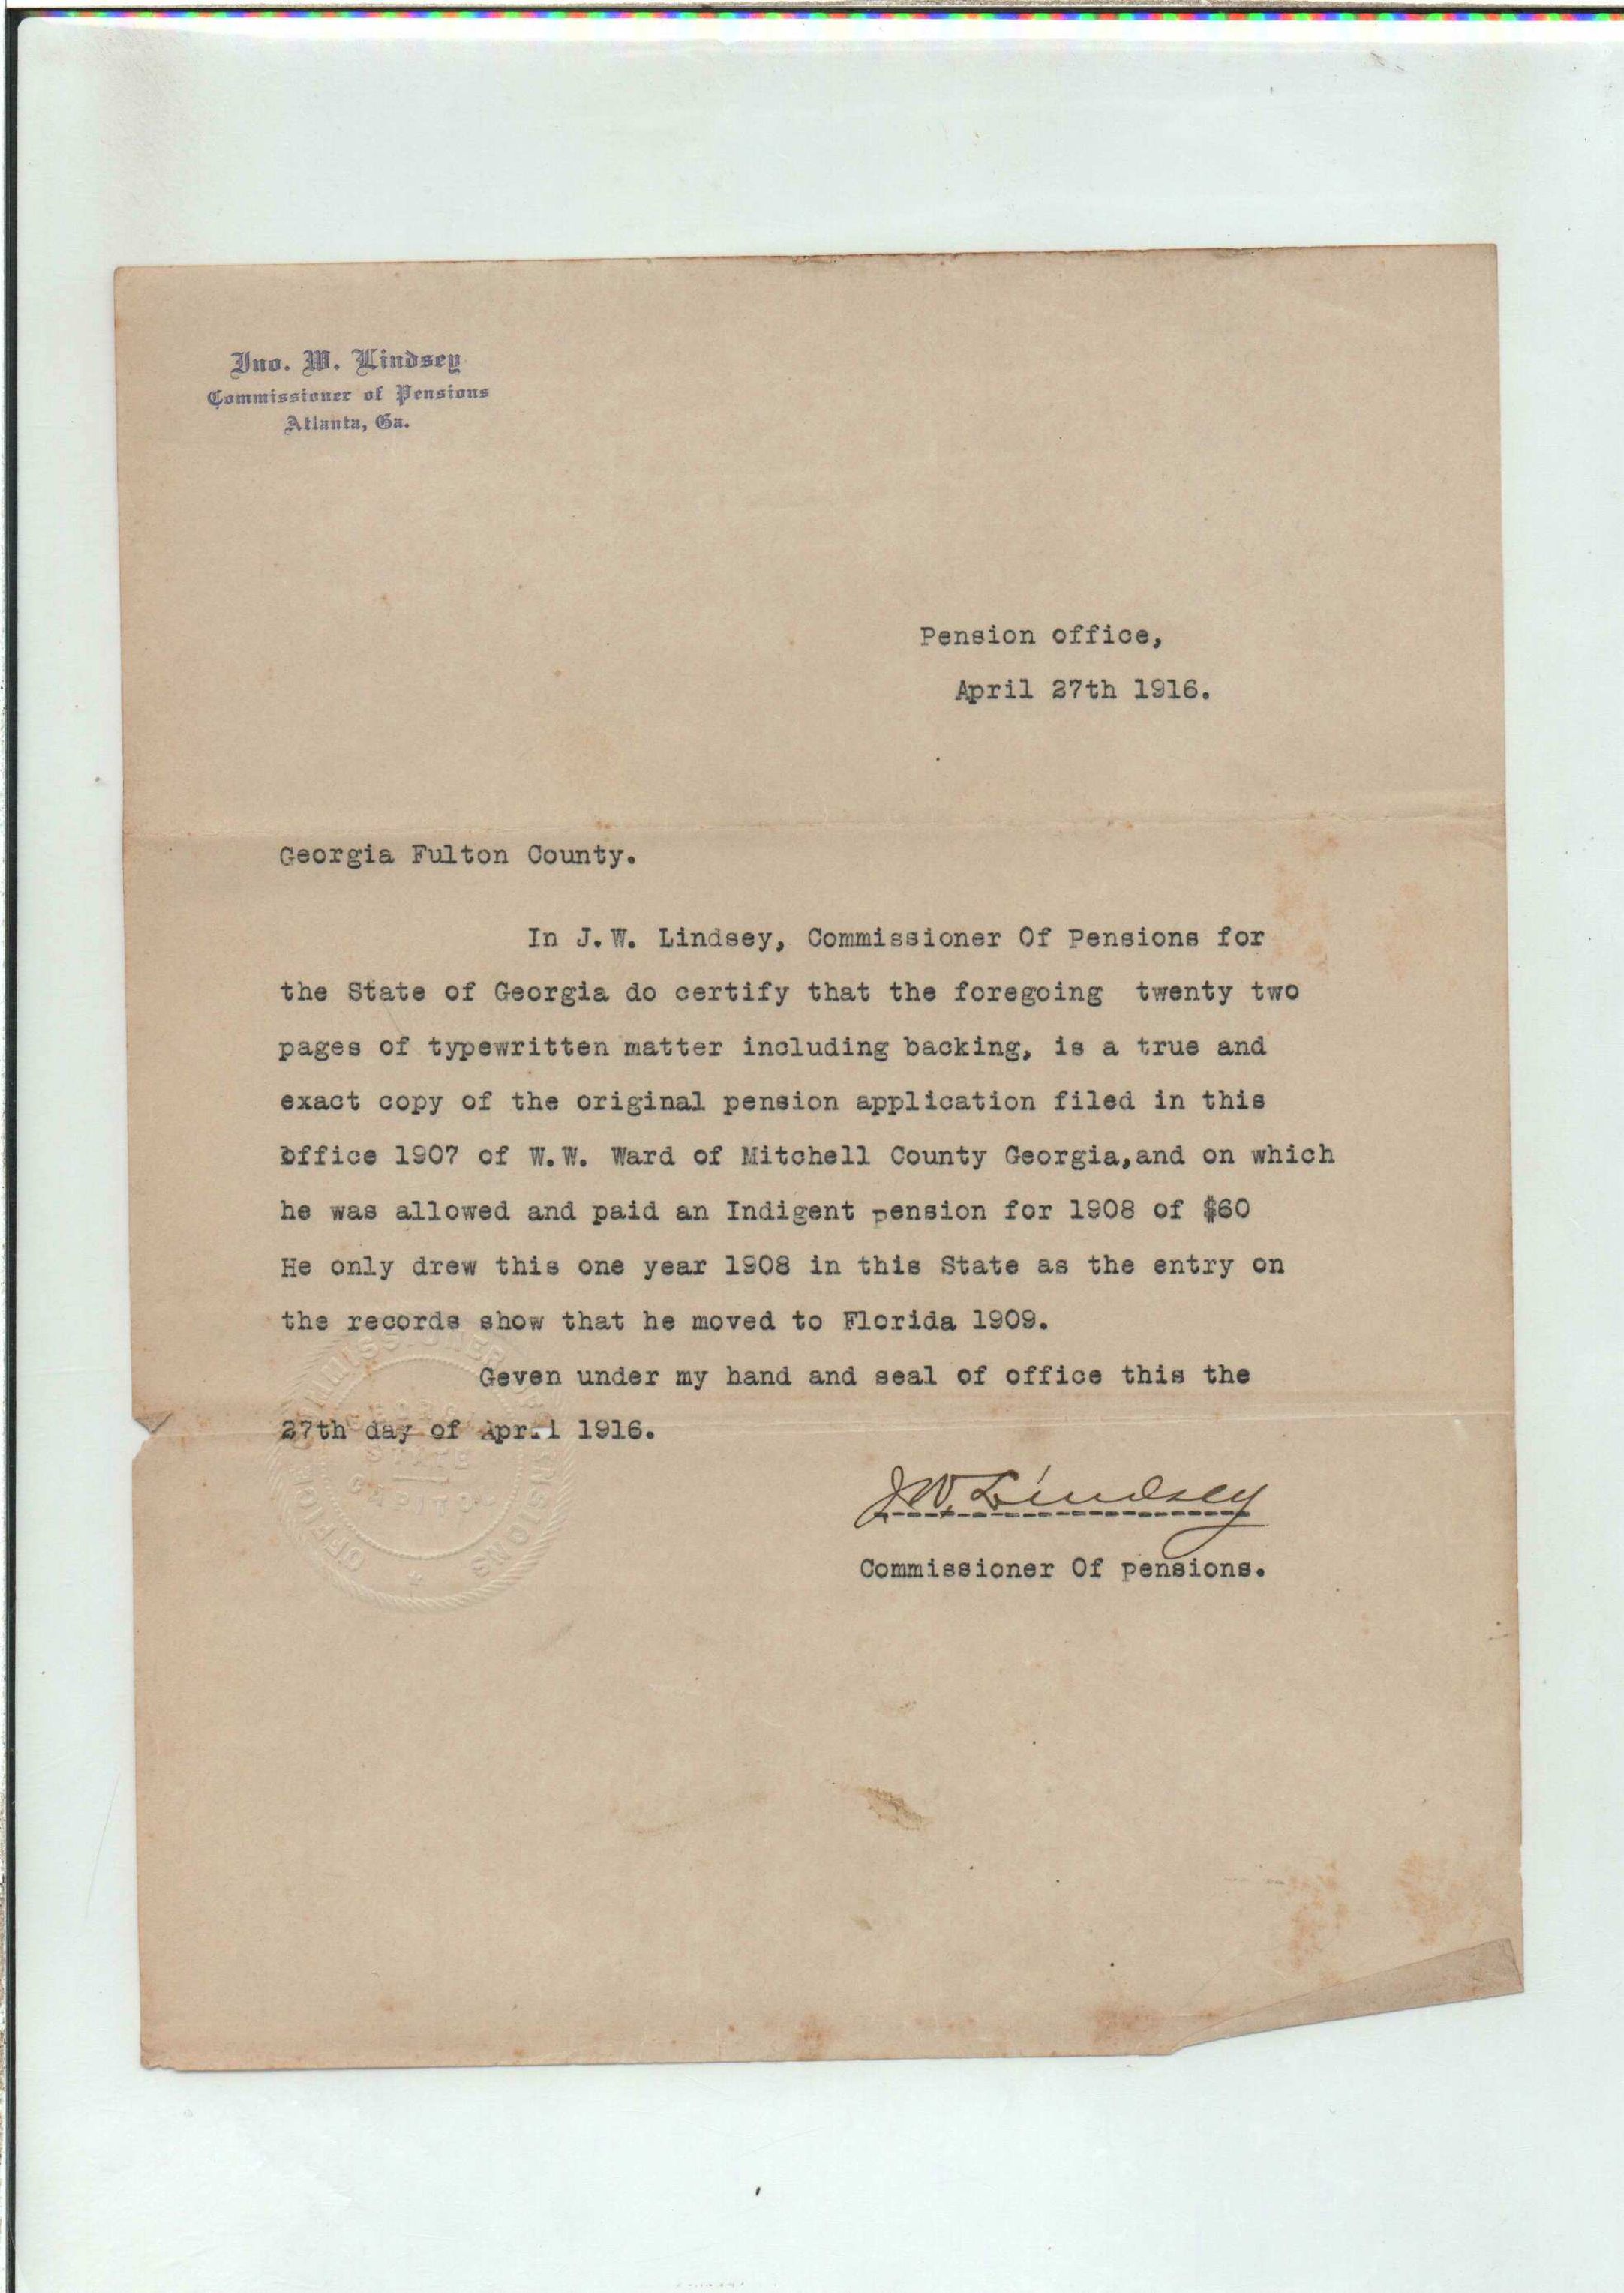 Jno. W. Lindsey
Commissioner of Pensions
Atlanta, Ga.
Pension office,
April 27th 1916.
Georgia Fulton County.
In J.W. Lindsey, Commissioner Of Pensions for
the State of Georgia do certify that the foregoing twenty two
pages of typewritten matter including backing, is a true and
exact copy of the original pension application filed in this
office 1907 of W.W. Ward of Mitchell County Georgia,and on which
he was allowed and paid an Indigent pension for 1908 of $60
He only drew this one year 1908 in this State as the entry on
the records show that he moved to Florida 1909.
Geven under my hand and seal of office this the
27th day of April 1916.
J.W. Lindsey
Commissioner Of pensions.
OFFICE COMMISSIONER PENSIONS
STATE
CAPITOL